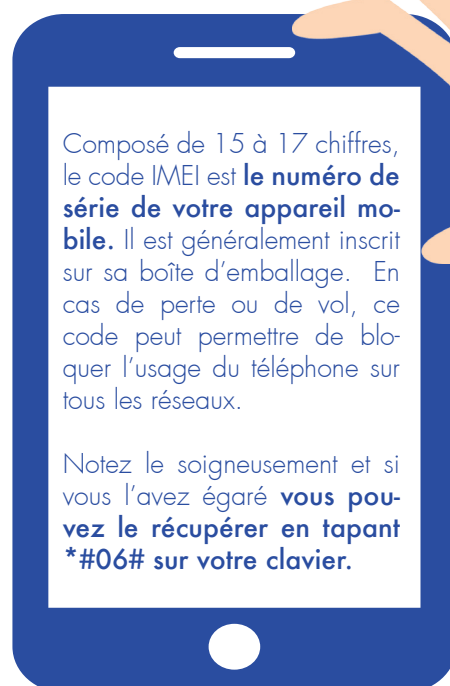 Composé de 15 à 17 chiffres,
le code IMEI est le numéro de
série de votre appareil mo-
bile. Il est généralement inscrit
sur sa boîte d'emballage. En
cas de perte ou de vol, ce
code peut permettre de blo-
quer l'usage du téléphone sur
tous les réseaux.

Notez le soigneusement et si
vous l'avez égaré vous pou-
vez le récupérer en tapant
*#06# sur votre clavier.